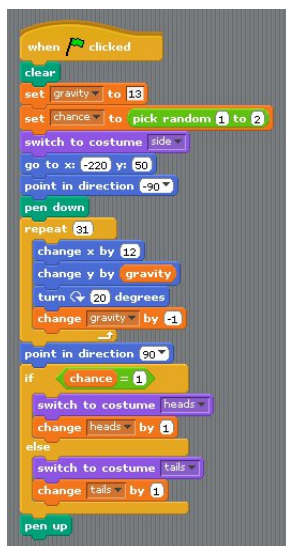 when clicked
clear
set gravity to 13
set chance to pick random 1 to 2
switch to costume side
go to x: -220 y: 50
point in direction -90
pen down
repeat 31
change x by 12
change y by gravity
turn 20 degrees
change gravity by -1
point in direction 90
if chance = 1
switch to costume heads
change heads by 1
else
switch to costume tails
change tails by 1
pen up